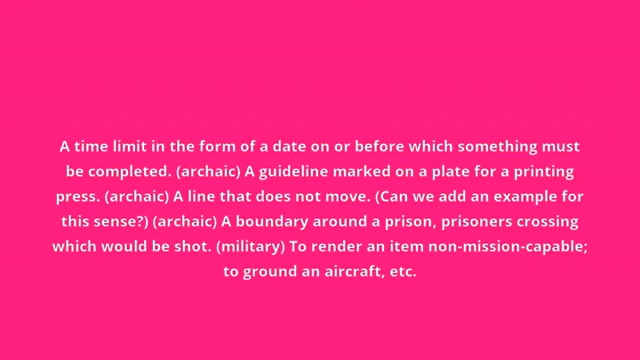 A time limit in the form of a date on or before which something must
be completed. (archaic) A guideline marked on a plate for a printing
press. (archaic) A line that does not move. (Can we add an example for
this sense?) (archaic) A boundary around a prison, prisoners crossing
which would be shot. (military) To render an item non-mission-capable;
to ground an aircraft, etc.